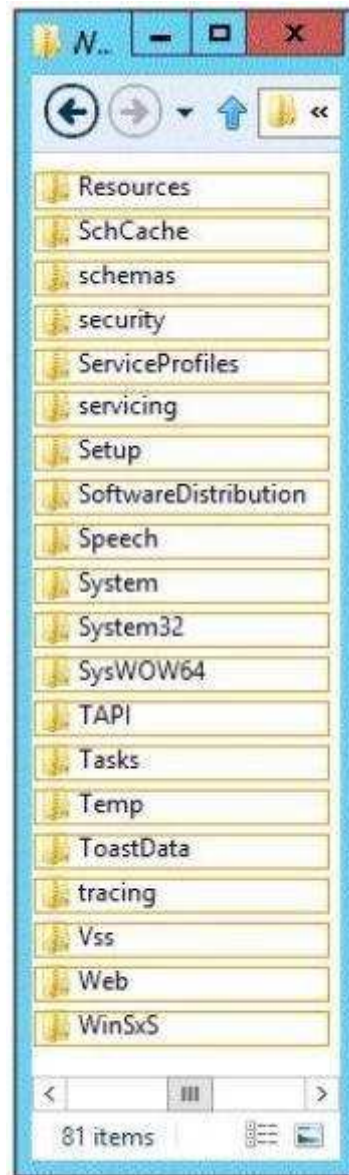 N...
«
Resources
SchCache
schemas
security
ServiceProfiles
servicing
Setup
SoftwareDistribution
Speech
System
System32
SysWOW64
TAPI
Tasks
Temp
ToastData
tracing
Vss
Web
WinSxS
81 items